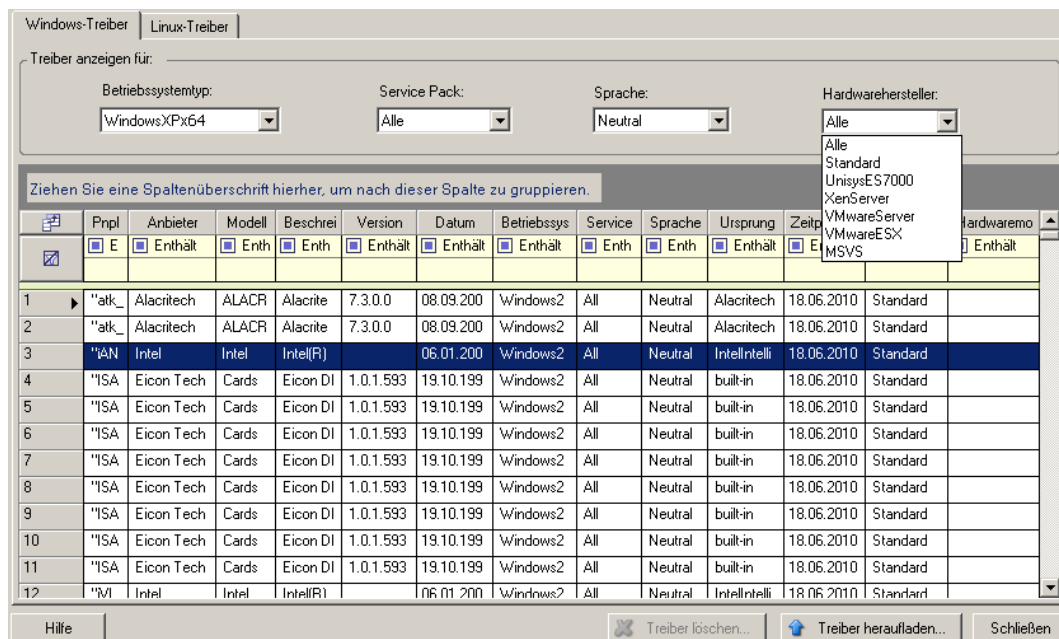 Windows-Treiber Linux-Treiber
Treiber anzeigen für:
Betriebssystemtyp: Service Pack: Sprache: Hardwarehersteller:
WindowsXPx64 Alle Neutral Alle
Alle
Standard
UnisysES7000
XenServer
VMwareServer
VMwareESX
MSVS
Ziehen Sie eine Spaltenüberschrift hierher, um nach dieser Spalte zu gruppieren.
Pnpl Anbieter Modell Beschrei Version Datum Betriebssys Service Sprache Ursprung Zeitp Hardwaremo
E Enthält Enth Enth Enthält Enthält Enthält Enth Enth Enthält Enthält
1 "atk_ Alacritech ALACR Alacrite 7.3.0.0 08.09.200 Windows2 All Neutral Alacritech 18.06.2010 Standard
2 "atk_ Alacritech ALACR Alacrite 7.3.0.0 08.09.200 Windows2 All Neutral Alacritech 18.06.2010 Standard
3 "iAN Intel Intel Intel(R) 06.01.200 Windows2 All Neutral IntelIntelli 18.06.2010 Standard
4 "ISA Eicon Tech Cards Eicon DI 1.0.1.593 19.10.199 Windows2 All Neutral built-in 18.06.2010 Standard
5 "ISA Eicon Tech Cards Eicon DI 1.0.1.593 19.10.199 Windows2 All Neutral built-in 18.06.2010 Standard
6 "ISA Eicon Tech Cards Eicon DI 1.0.1.593 19.10.199 Windows2 All Neutral built-in 18.06.2010 Standard
7 "ISA Eicon Tech Cards Eicon DI 1.0.1.593 19.10.199 Windows2 All Neutral built-in 18.06.2010 Standard
8 "ISA Eicon Tech Cards Eicon DI 1.0.1.593 19.10.199 Windows2 All Neutral built-in 18.06.2010 Standard
9 "ISA Eicon Tech Cards Eicon DI 1.0.1.593 19.10.199 Windows2 All Neutral built-in 18.06.2010 Standard
10 "ISA Eicon Tech Cards Eicon DI 1.0.1.593 19.10.199 Windows2 All Neutral built-in 18.06.2010 Standard
11 "ISA Eicon Tech Cards Eicon DI 1.0.1.593 19.10.199 Windows2 All Neutral built-in 18.06.2010 Standard
12 Intel Intel Intel(R) 06.01.200 Windows2 All Neutral IntelIntelli 18.06.2010 Standard
Hilfe Treiber löschen... Treiber heraufladen... Schließen